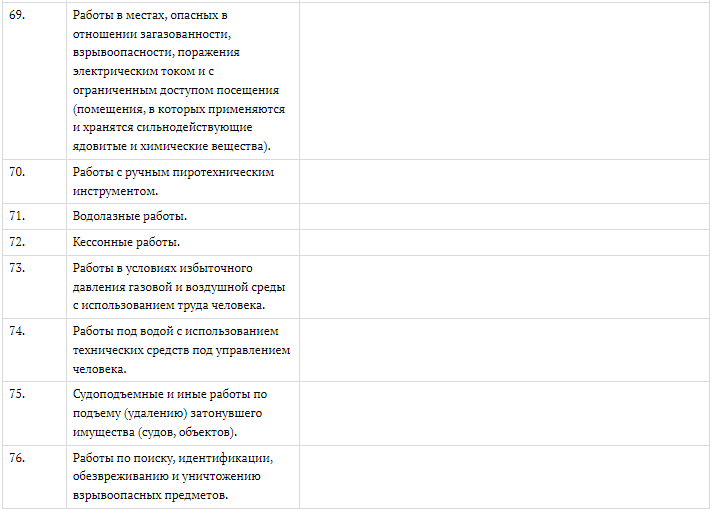 69.
Работы в местах, опасных в
отношении загазованности,
взрывоопасности, поражения
электрическим током и с
ограниченным доступом посещения
(помещения, в которых применяются
и хранятся сильнодействующие
ядовитые и химические вещества).
70.
Работы с ручным пиротехническим
инструментом.
71.
Водолазные работы.
72.
Кессонные работы.
73.
Работы в условиях избыточного
давления газовой и воздушной среды
с использованием труда человека.
74.
Работы под водой с использованием
технических средств под управлением
человека.
75.
Судоподъемные и иные работы по
подъему (удалению) затонувшего
имущества (судов, объектов).
76.
Работы по поиску, идентификации,
обезвреживанию и уничтожению
взрывоопасных предметов.